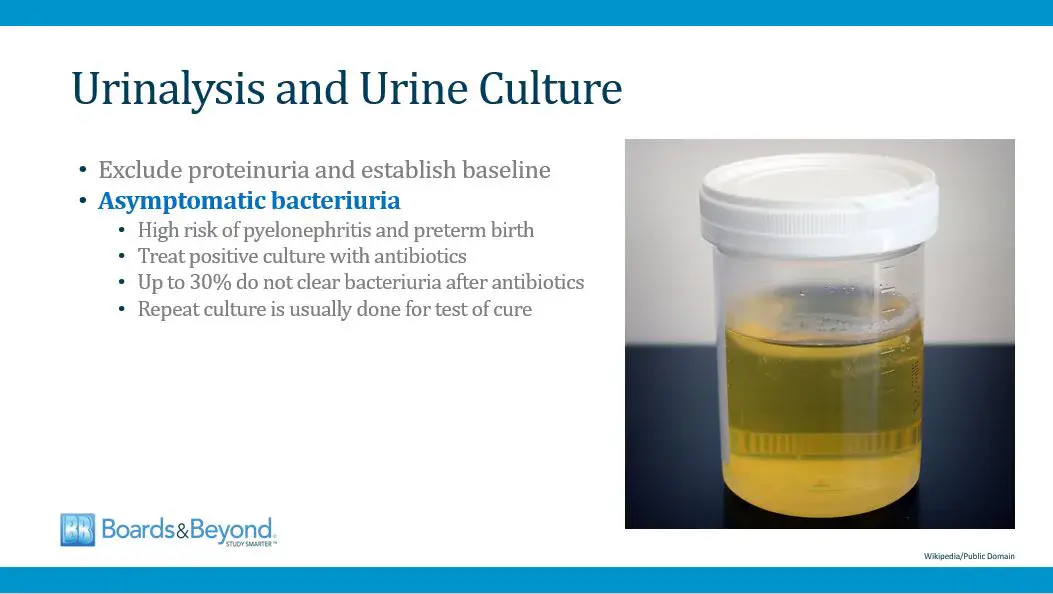 Urinalysis and Urine Culture
• Exclude proteinuria and establish baseline
• Asymptomatic bacteriuria
• High risk of pyelonephritis and preterm birth
• Treat positive culture with antibiotics
• Up to 30% do not clear bacteriuria after antibiotics
• Repeat culture is usually done for test of cure
BB Boards&Beyond.
STUDY SMARTER™
Wikipedia/Public Domain